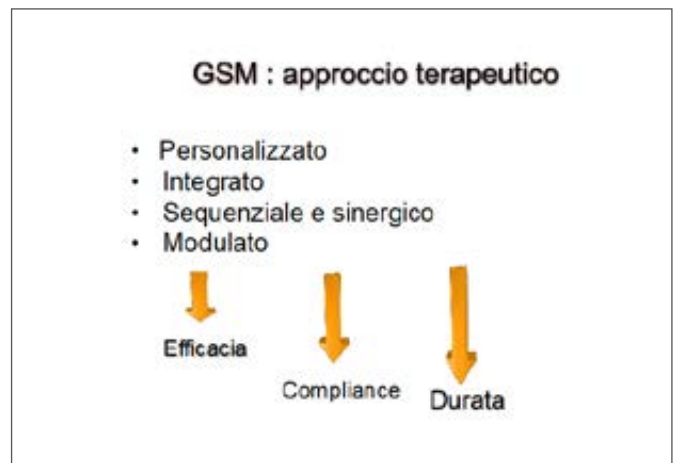 GSM : approccio terapeutico
• Personalizzato
• Integrato
• Sequenziale e sinergico
• Modulato
Efficacia
Compliance
Durata